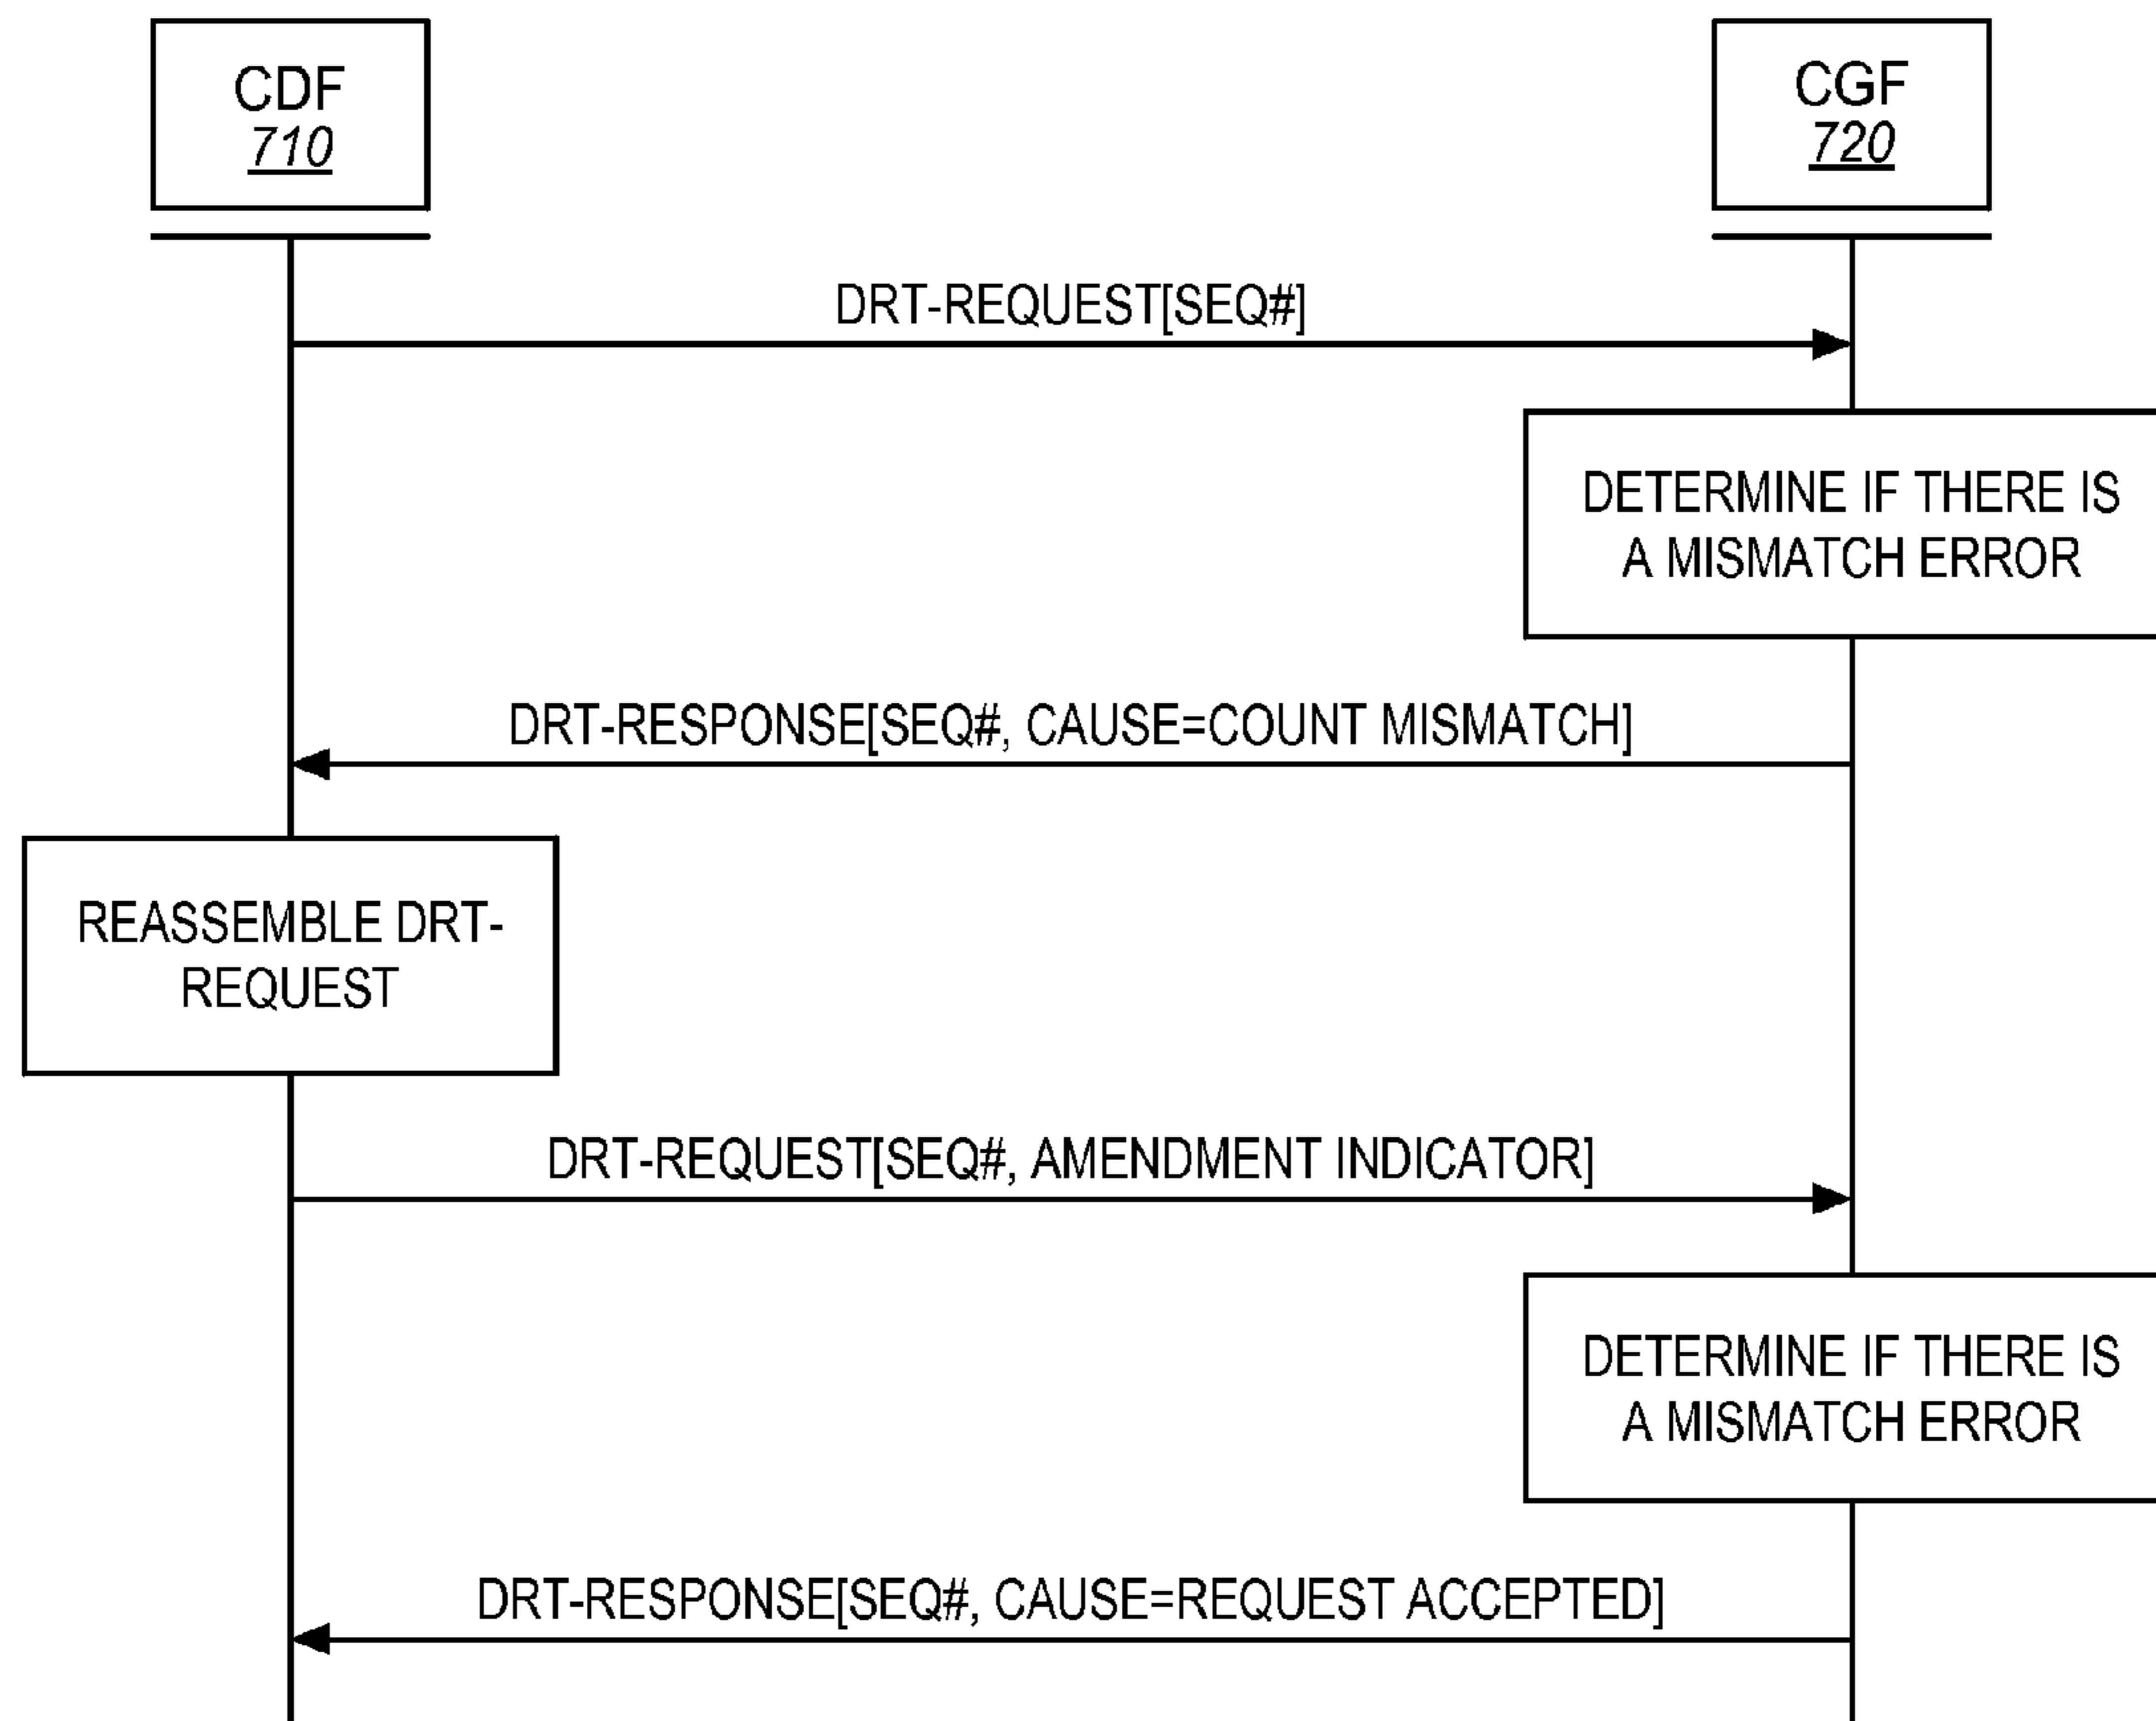 CDF
710
CGF
720
DRT-REQUEST[SEQ#]
DETERMINE IF THERE IS
A MISMATCH ERROR
DRT-RESPONSE[SEQ#, CAUSE=COUNT MISMATCH]
REASSEMBLE DRT-
REQUEST
DRT-REQUEST[SEQ#, AMENDMENT INDICATOR]
DETERMINE IF THERE IS
A MISMATCH ERROR
DRT-RESPONSE[SEQ#, CAUSE=REQUEST ACCEPTED]